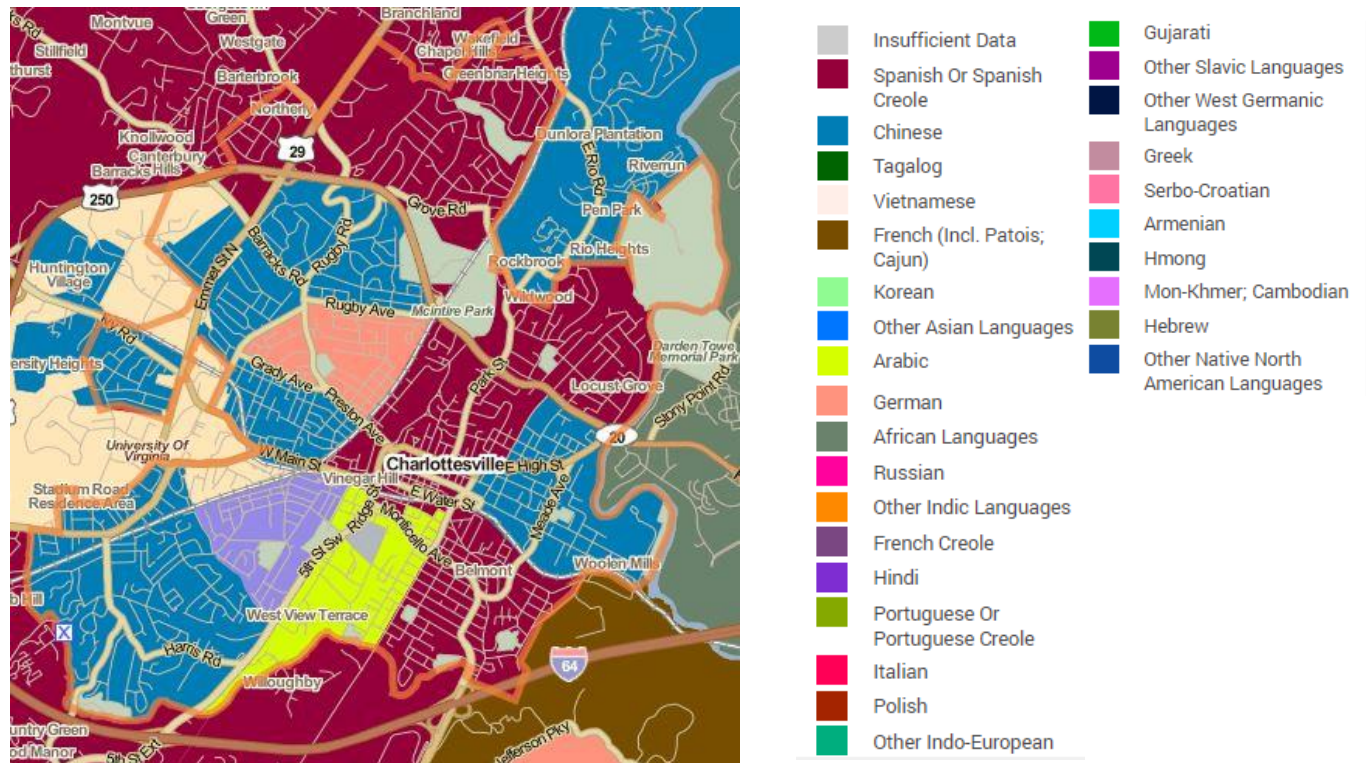 Georgetown
Green
Branchland
Montvue
Stillfield
thurst
Westgate
Wakefield
Chapel Hills
Greenbriar Heights
Barterbrook
Northerly
29
Knollwood
Canterbury
Hills
Barracks
250
Dunlora Plantation
E Rio Rd
Riverrun
Pen Park
Grove Rd
Rio Heights
Rockbrook
Wildwood
Huntington
Village
Emmet St N
Barracks Rd
Rugby Rd
Rugby Ave
McIntire Park
Ivy Rd
ersity Heights
Grady Ave
Preston Ave
Park St
Darden Towe
Memorial Park
Locust Grove
Stony Point Rd
20
University Of
Virginia
W Main St
Charlottesville
E High St
Vinegar Hill
Stadium Road
Residence Area
E Water St
Ridge St
Monticello Ave
Meade Ave
5th St Sw
Belmont
Woolen Mills
b Hill
X
West View Terrace
Harris Rd
Willoughby
64
untry Green
od Manor
5th St Ext
Jefferson Pky
Insufficient Data
Spanish Or Spanish
Creole
Chinese
Tagalog
Vietnamese
French (Incl. Patois;
Cajun)
Korean
Other Asian Languages
Arabic
German
African Languages
Russian
Other Indic Languages
French Creole
Hindi
Portuguese Or
Portuguese Creole
Italian
Polish
Other Indo-European
Gujarati
Other Slavic Languages
Other West Germanic
Languages
Greek
Serbo-Croatian
Armenian
Hmong
Mon-Khmer; Cambodian
Hebrew
Other Native North
American Languages